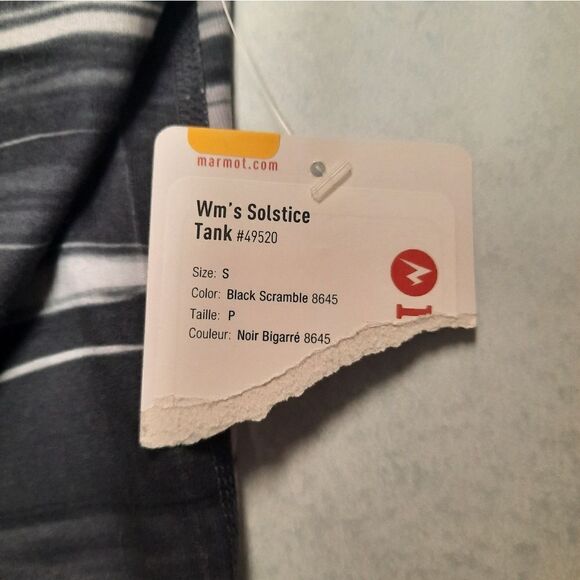 marmot.com
Wm's Solstice
Tank #49520
Size: S
Color: Black Scramble 8645
Taille: P
Couleur: Noir Bigarré 8645